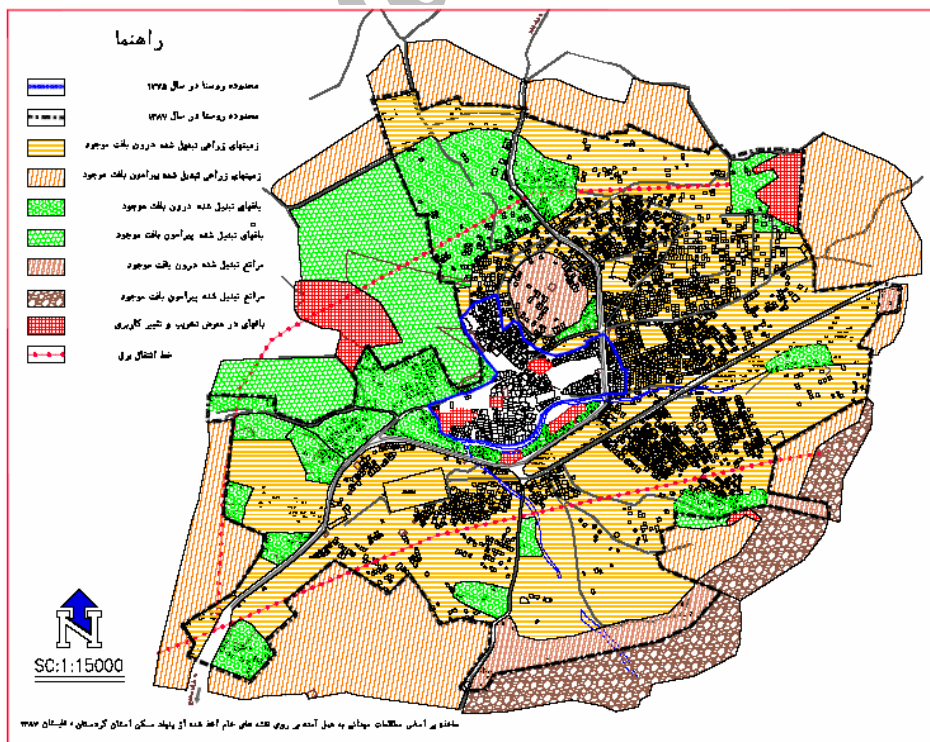 راهنما
محدوده روستا در سال ۱۳۷۵
محدوده روستا در سال ۱۳۸۷
زمینهای زراعی تبدیل شده درون بافت موجود
زمینهای زراعی تبدیل شده پیرامون بافت موجود
باغهای تبدیل شده درون بافت موجود
باغهای تبدیل شده پیرامون بافت موجود
مراتع تبدیل شده درون بافت موجود
مراتع تبدیل شده پیرامون بافت موجود
باغهای در معرض تخریب و تغییر کاربری
خط انتقال برق
N
SC:1:15000
ماخذ: بر اساس مطالعات میدانی به عمل آمده بر روی نقشه های خام اخذ شده از بنیاد مسکن استان کردستان ، تابستان ۱۳۸۷